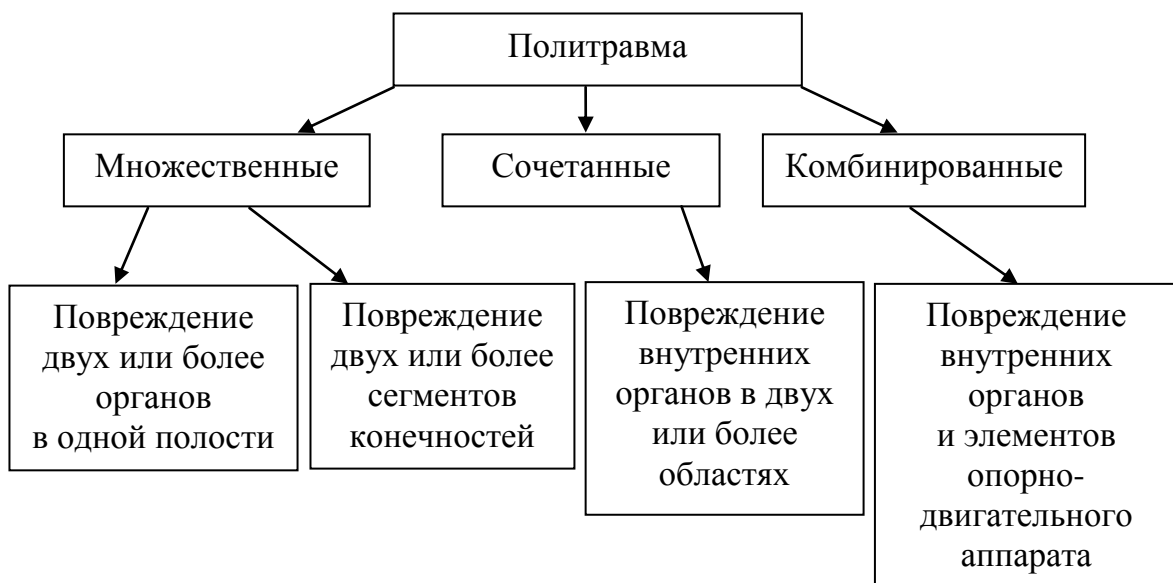 Политравма
Множественные
Сочетанные
Комбинированные
Повреждение
двух или более
органов
в одной полости
Повреждение
двух или более
сегментов
конечностей
Повреждение
внутренних
органов в двух
или более
областях
Повреждение
внутренних
органов
и элементов
опорно-
двигательного
аппарата